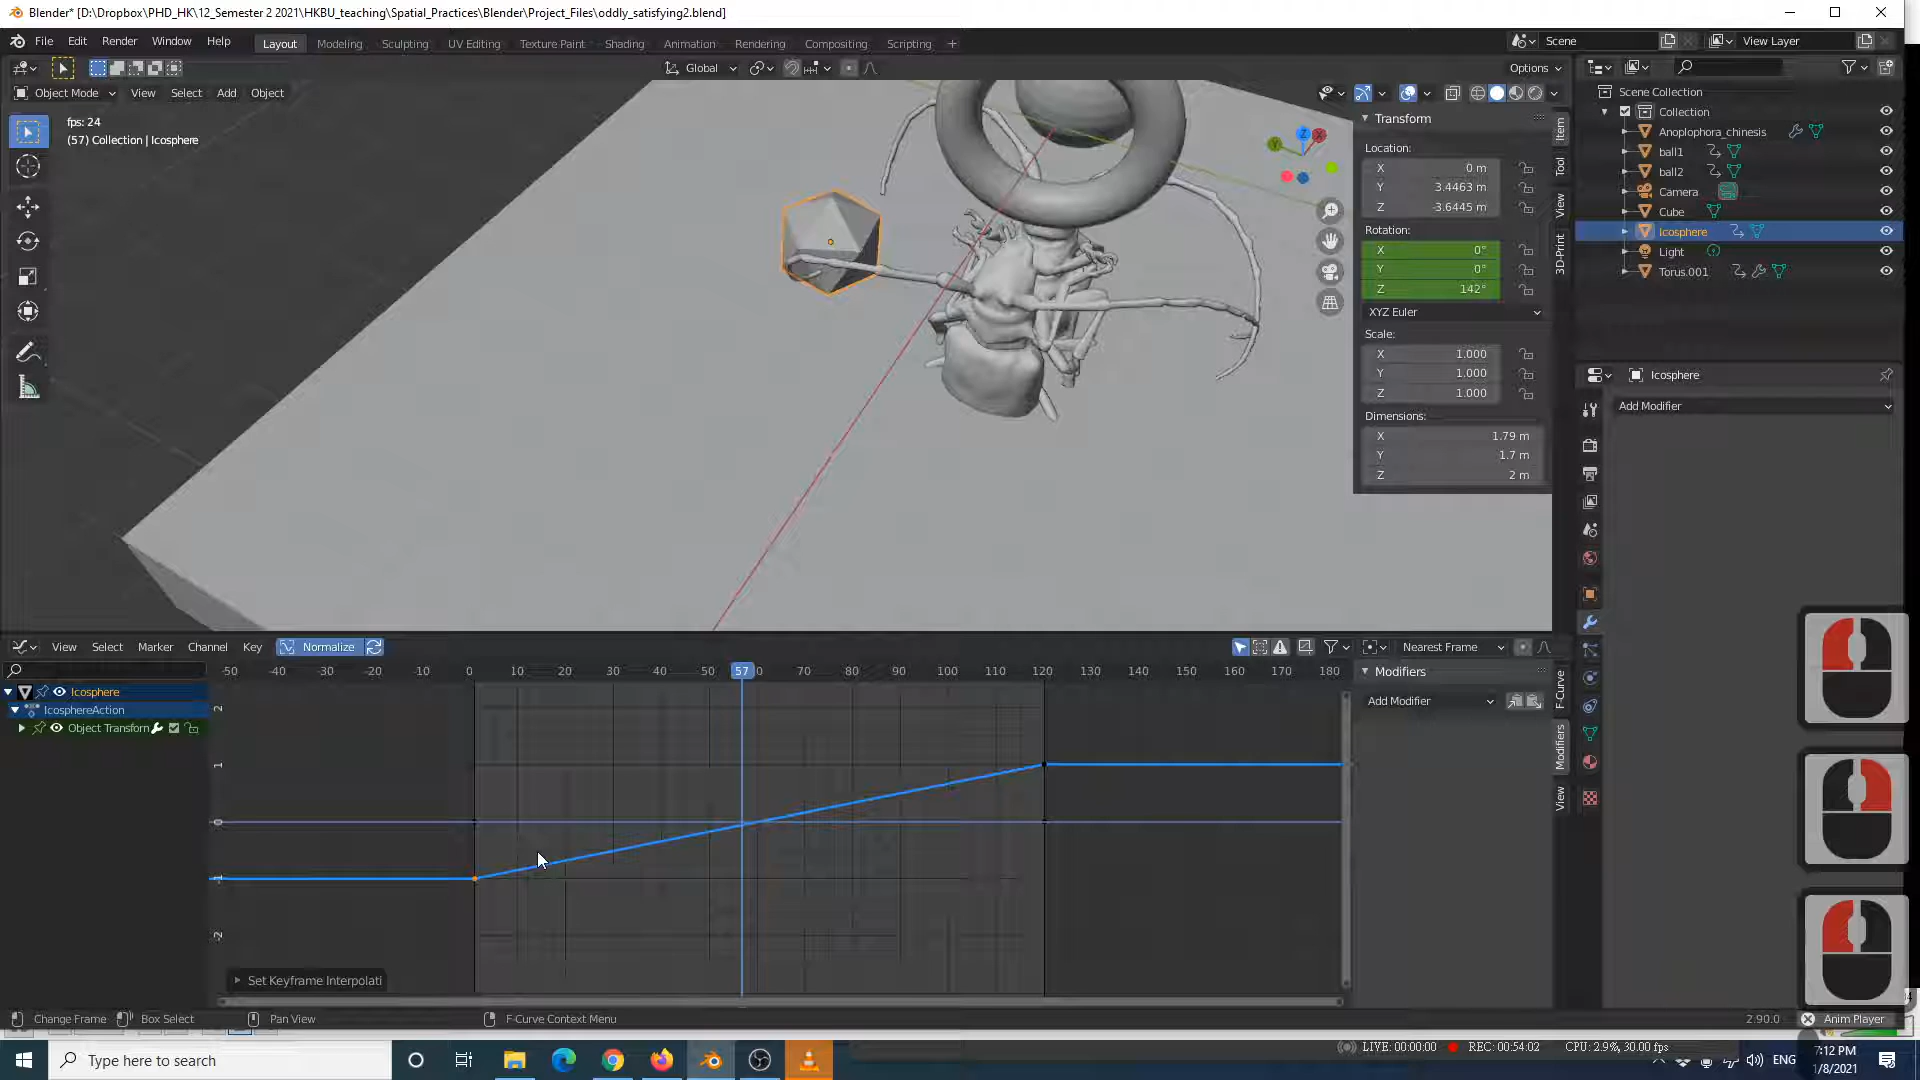 Blender* [D:\Dropbox\PHD_HK\12_Semester 2 2021\HKBU_teaching\Spatial_Practices\Blender\Project_Files\oddly_satisfying2.blend]
File Edit Render Window Help Layout Modeling Sculpting UV Editing Texture Paint Shading Animation Rendering Compositing Scripting + Scene View Layer
Global Options
Object Mode View Select Add Object
fps: 24
(57) Collection | Icosphere
Transform
Location:
X 0 m
Y 3.4463 m
Z -3.6445 m
Rotation:
X 0°
Y 0°
Z 142°
XYZ Euler
Scale:
X 1.000
Y 1.000
Z 1.000
Dimensions:
X 1.79 m
Y 1.7 m
Z 2 m
Item
Tool
View
3D-Print
Z
X
Y
Scene Collection
Collection
Anoplophora_chinesis
ball1
ball2
Camera
Cube
Icosphere
Light
Torus.001
Icosphere
Add Modifier
View Select Marker Channel Key Normalize Nearest Frame
-50 -40 -30 -20 -10 0 10 20 30 40 50 57 60 70 80 90 100 110 120 130 140 150 160 170 180
Icosphere
IcosphereAction
Object Transform
2
1
0
-1
-2
Modifiers
Add Modifier
F-Curve
Modifiers
View
Set Keyframe Interpolati
Change Frame Box Select Pan View F-Curve Context Menu 2.90.0 Anim Player
Type here to search
LIVE: 00:00:00 REC: 00:54:02 CPU: 2.9%, 30.00 fps
ENG 7:12 PM
1/8/2021